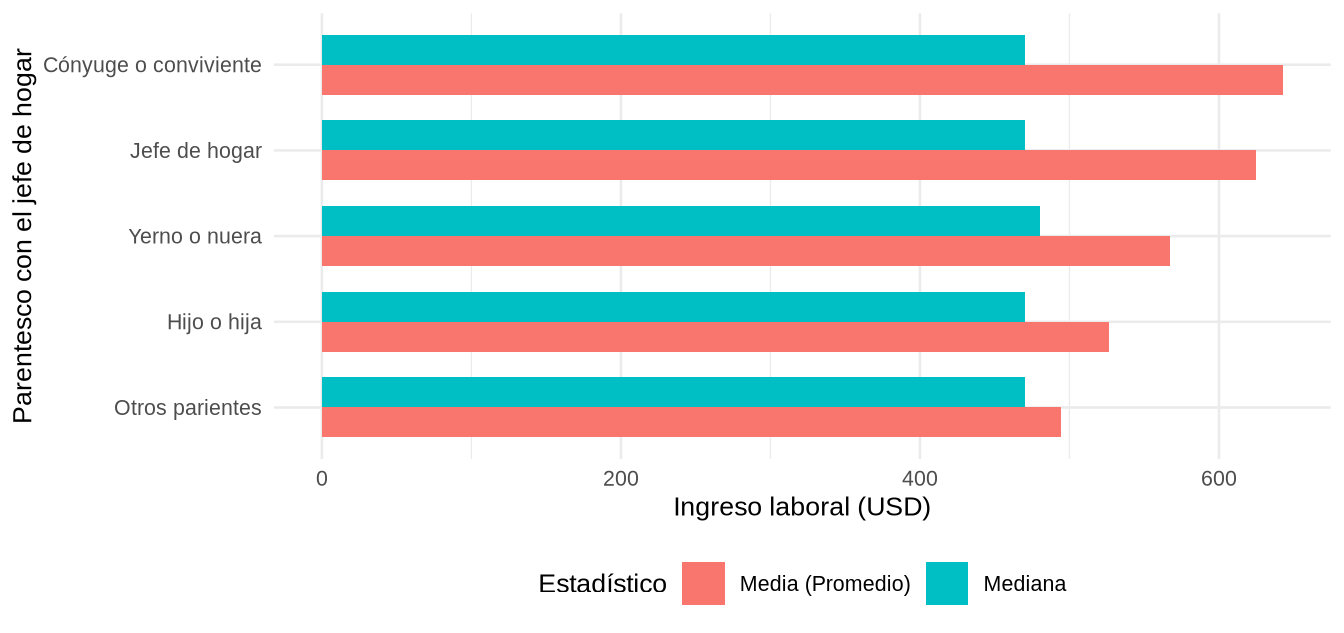 Parentesco con el jefe de hogar
Cónyuge o conviviente
Jefe de hogar
Yerno o nuera
Hijo o hija
Otros parientes
0 200 400 600
Ingreso laboral (USD)
Estadístico Media (Promedio) Mediana